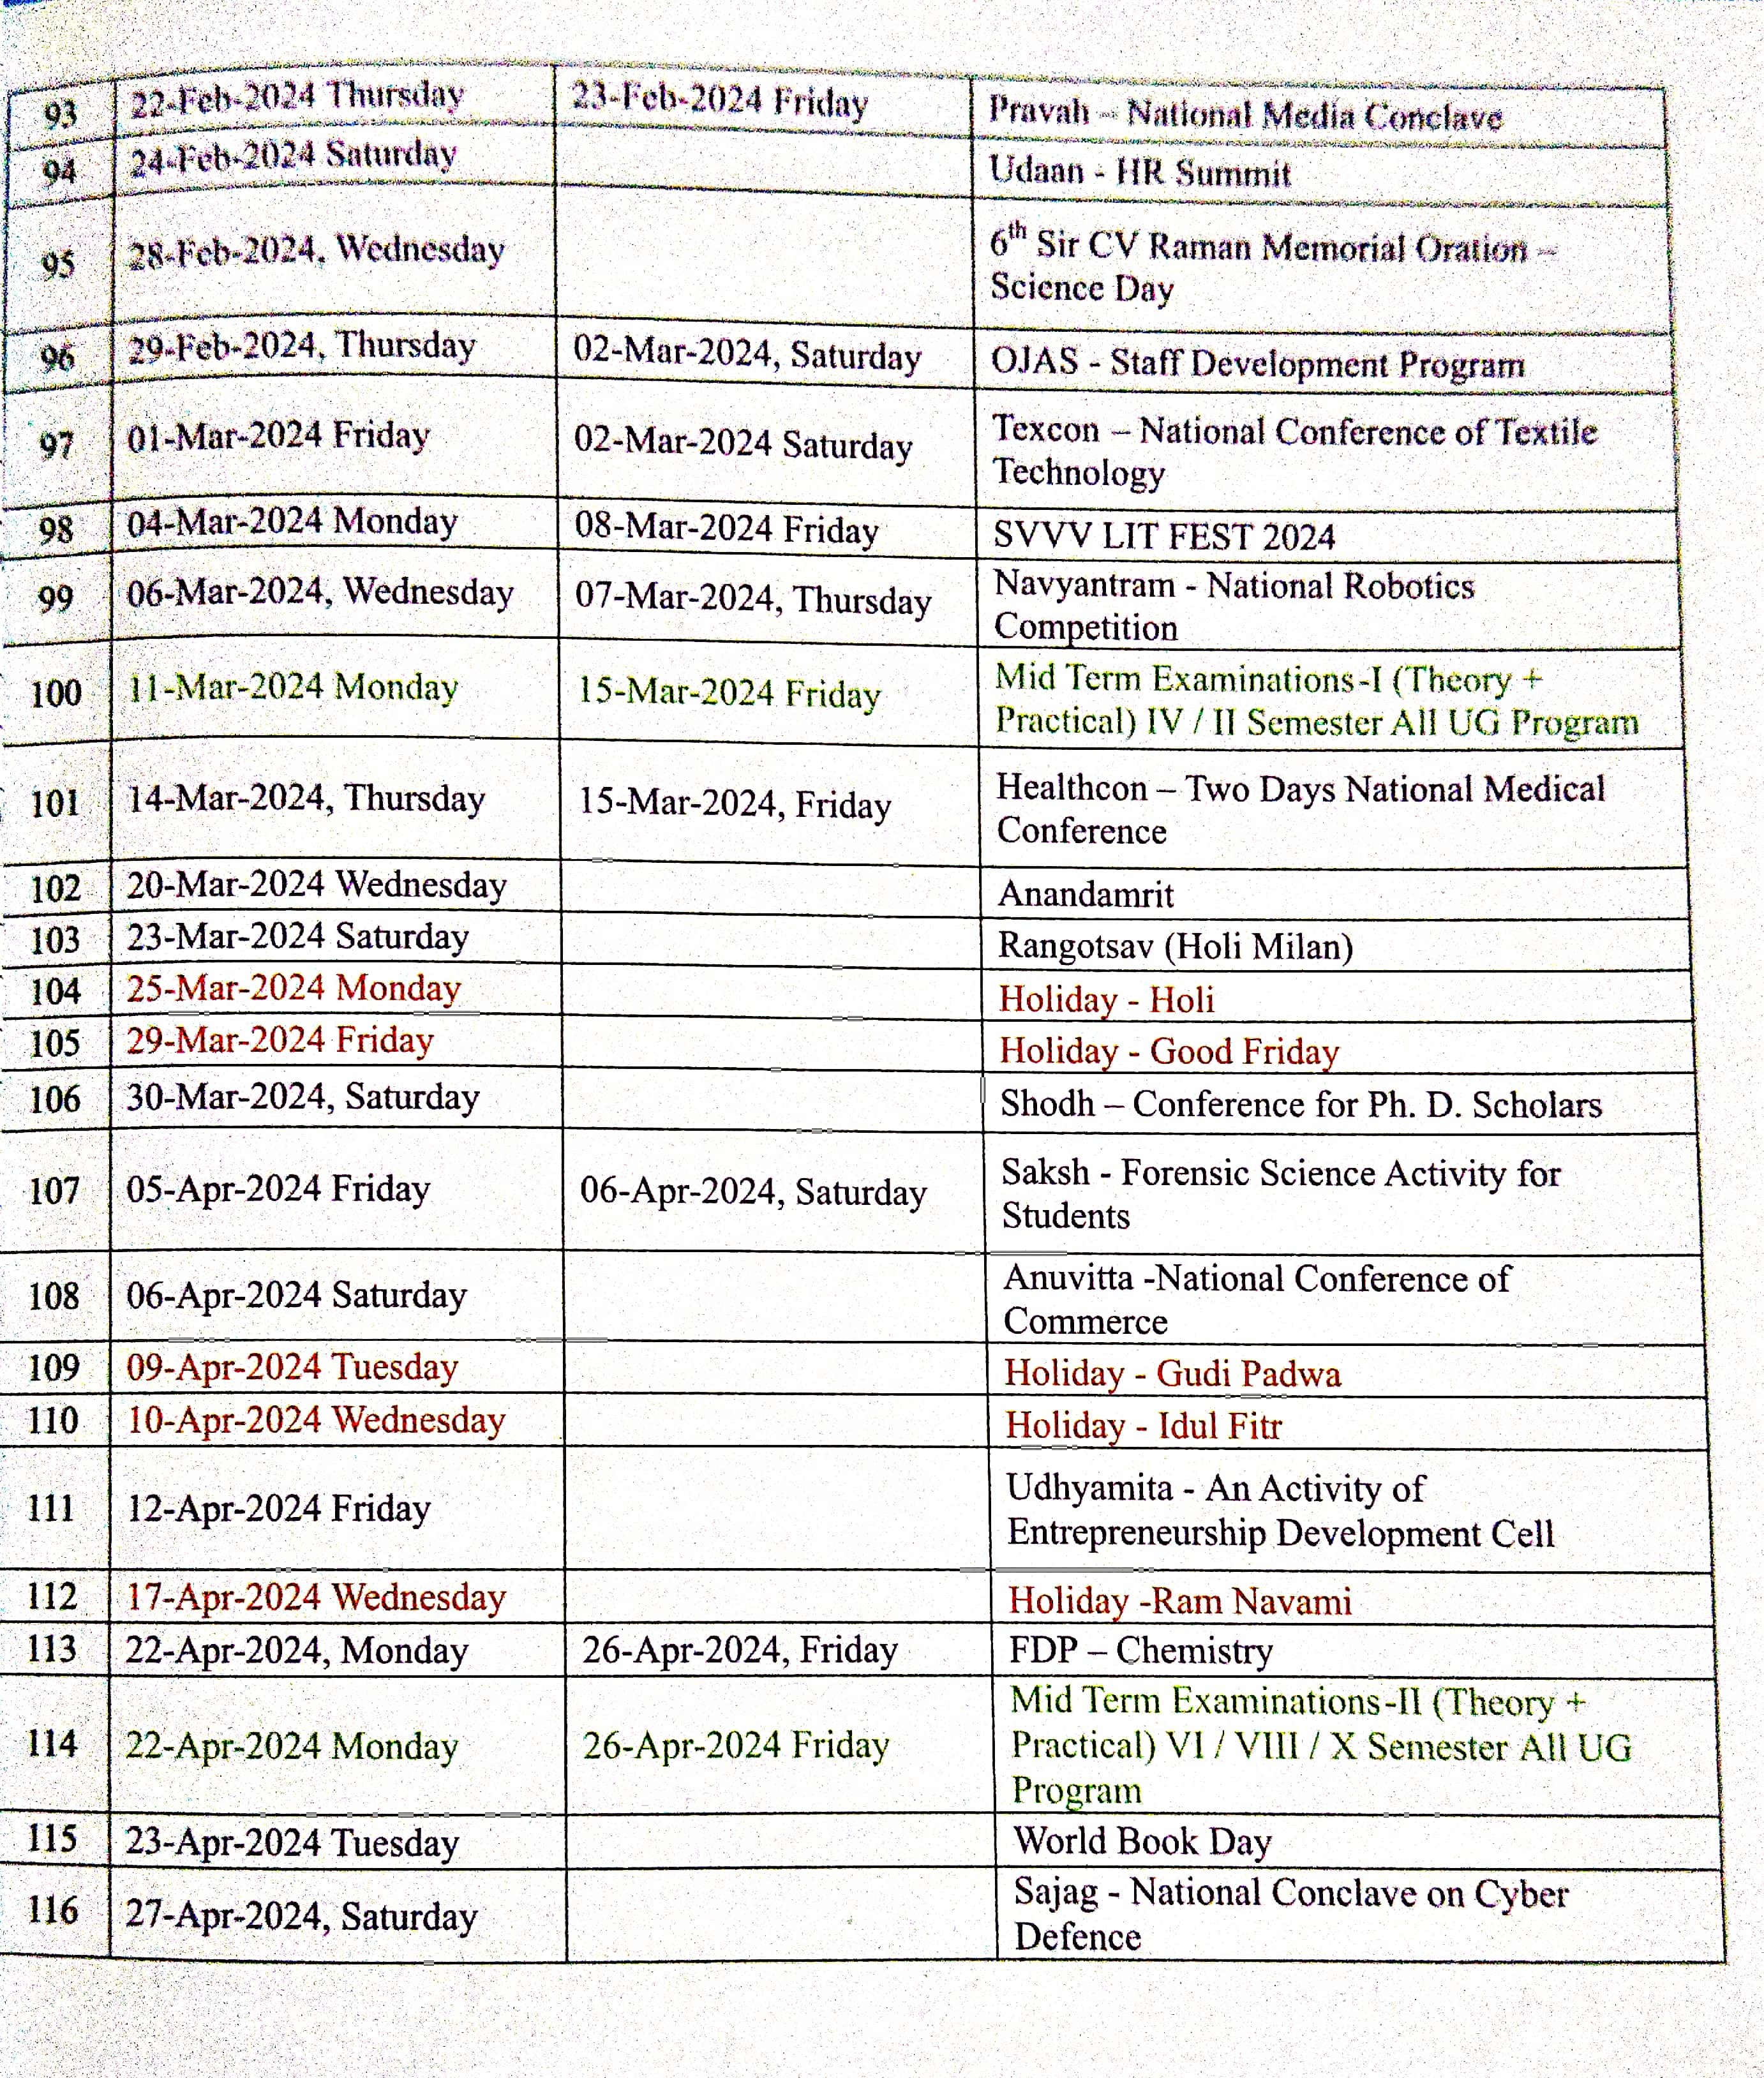 93 22-Feb-2024 Thursday 23-Feb-2024 Friday Pravah – National Media Conclave
94 24-Feb-2024 Saturday Udaan - HR Summit
95 28-Feb-2024, Wednesday 6th Sir CV Raman Memorial Oration –
Science Day
96 29-Feb-2024, Thursday 02-Mar-2024, Saturday OJAS - Staff Development Program
97 01-Mar-2024 Friday 02-Mar-2024 Saturday Texcon – National Conference of Textile
Technology
98 04-Mar-2024 Monday 08-Mar-2024 Friday SVVV LIT FEST 2024
99 06-Mar-2024, Wednesday 07-Mar-2024, Thursday Navyantram - National Robotics
Competition
100 11-Mar-2024 Monday 15-Mar-2024 Friday Mid Term Examinations-I (Theory +
Practical) IV / II Semester All UG Program
101 14-Mar-2024, Thursday 15-Mar-2024, Friday Healthcon – Two Days National Medical
Conference
102 20-Mar-2024 Wednesday Anandamrit
103 23-Mar-2024 Saturday Rangotsav (Holi Milan)
104 25-Mar-2024 Monday Holiday - Holi
105 29-Mar-2024 Friday Holiday - Good Friday
106 30-Mar-2024, Saturday Shodh – Conference for Ph. D. Scholars
107 05-Apr-2024 Friday 06-Apr-2024, Saturday Saksh - Forensic Science Activity for
Students
108 06-Apr-2024 Saturday Anuvitta -National Conference of
Commerce
109 09-Apr-2024 Tuesday Holiday - Gudi Padwa
110 10-Apr-2024 Wednesday Holiday - Idul Fitr
111 12-Apr-2024 Friday Udhyamita - An Activity of
Entrepreneurship Development Cell
112 17-Apr-2024 Wednesday Holiday -Ram Navami
113 22-Apr-2024, Monday 26-Apr-2024, Friday FDP – Chemistry
114 22-Apr-2024 Monday 26-Apr-2024 Friday Mid Term Examinations-II (Theory +
Practical) VI / VIII / X Semester All UG
Program
115 23-Apr-2024 Tuesday World Book Day
116 27-Apr-2024, Saturday Sajag - National Conclave on Cyber
Defence